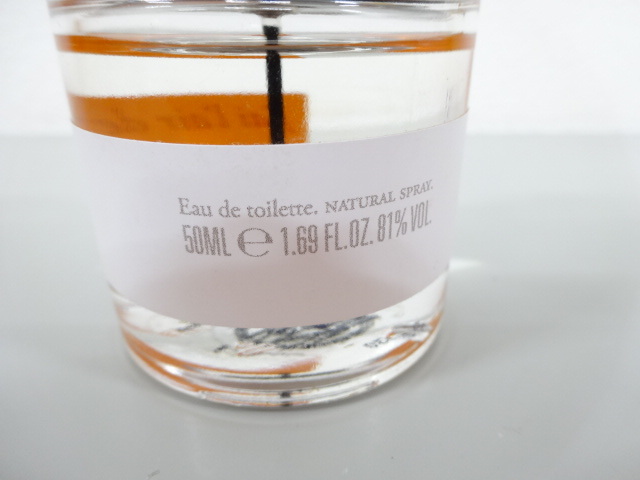 Eau de toilette. NATURAL SPRAY.
50ML ℮ 1.69 FL.OZ. 81% VOL.